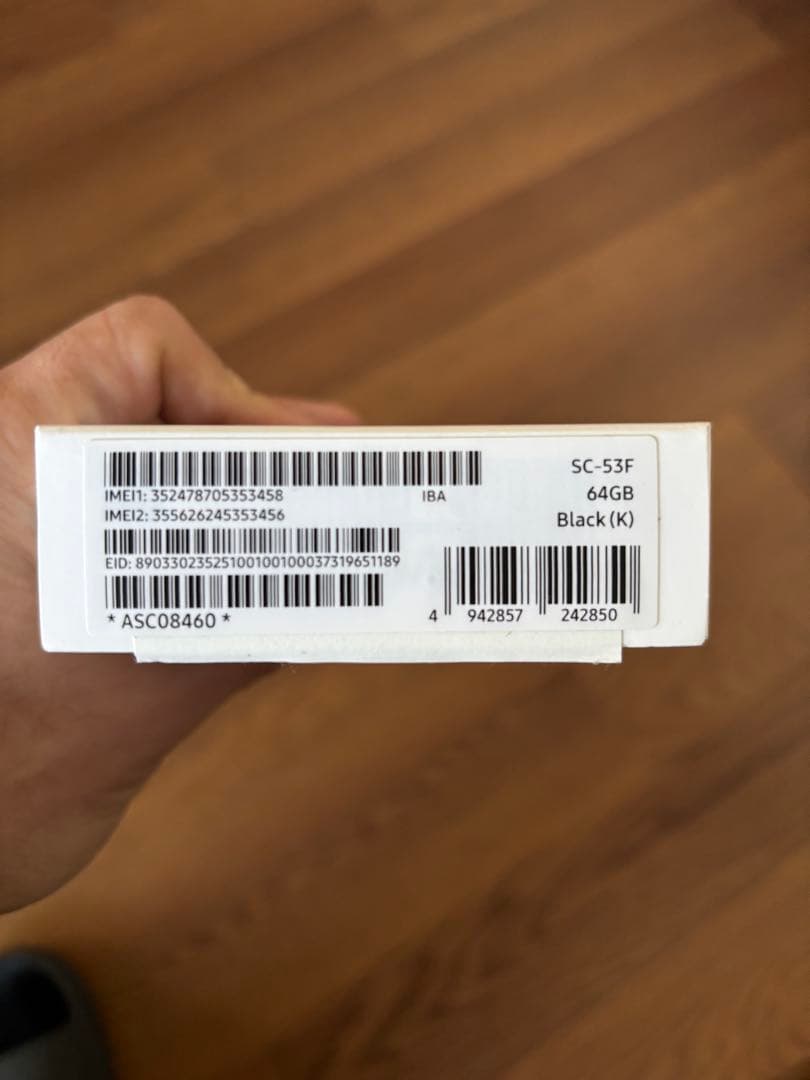 IMEI1: 352478705353458
IBA
IMEI2: 355626245353456
EID: 89033023525100100100037319651189
* ASC08460 *
SC-53F
64GB
Black (K)
4 942857 242850